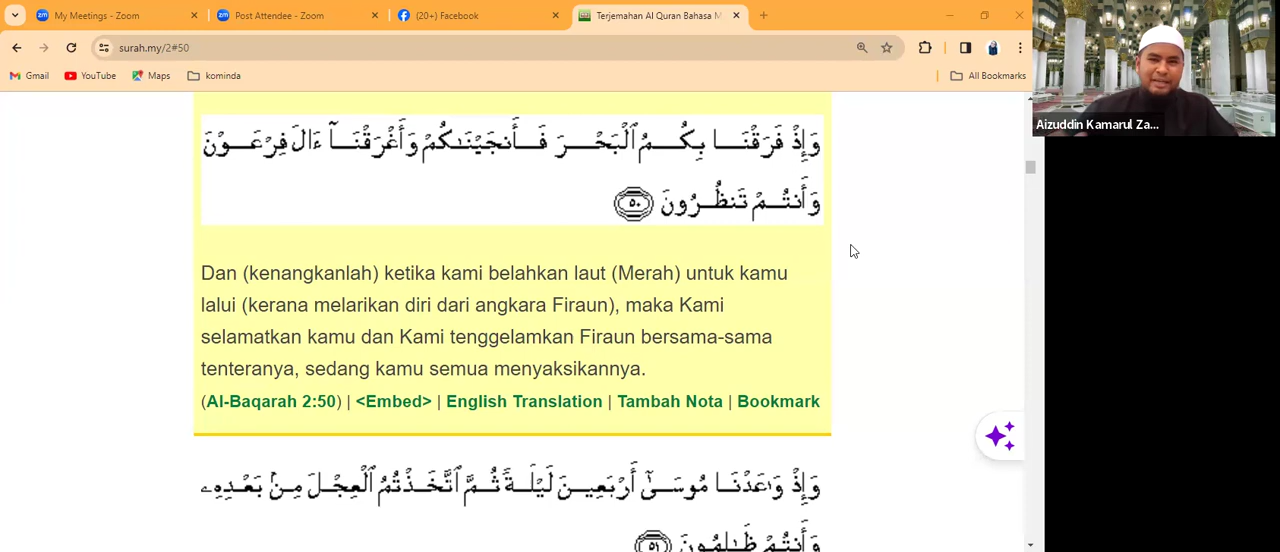 My Meetings - Zoom
Post Attendee - Zoom
(20+) Facebook
Terjemahan Al Quran Bahasa M
surah.my/2#50
Gmail
YouTube
Maps
kominda
All Bookmarks
Aizuddin Kamarul Za...
وَإِذْ فَرَقْنَا بِكُمُ ٱلْبَحْرَ فَأَنجَيْنَـٰكُمْ وَأَغْرَقْنَآ ءَالَ فِرْعَوْنَ
وَأَنتُمْ تَنظُرُونَ ٥٠
Dan (kenangkanlah) ketika kami belahkan laut (Merah) untuk kamu
lalui (kerana melarikan diri dari angkara Firaun), maka Kami
selamatkan kamu dan Kami tenggelamkan Firaun bersama-sama
tenteranya, sedang kamu semua menyaksikannya.
(Al-Baqarah 2:50) | <Embed> | English Translation | Tambah Nota | Bookmark
وَإِذْ وَٰعَدْنَا مُوسَىٰٓ أَرْبَعِينَ لَيْلَةً ثُمَّ ٱتَّخَذْتُمُ ٱلْعِجْلَ مِنۢ بَعْدِهِۦ
وَأَنتُمْ ظَـٰلِمُونَ ٥١